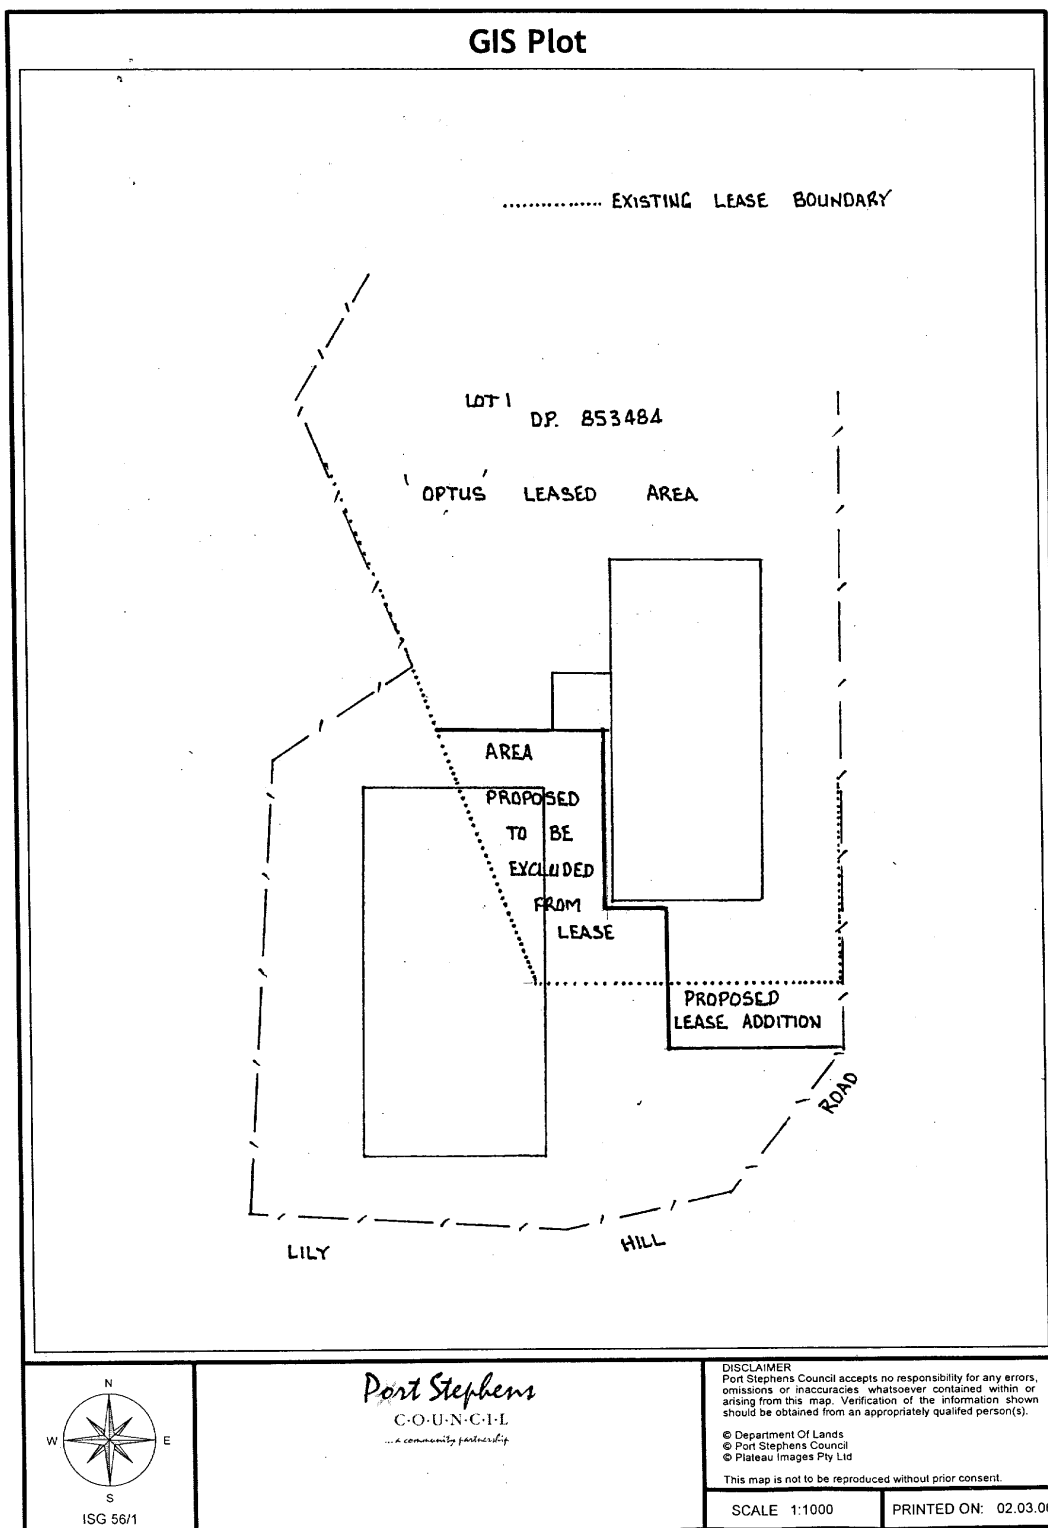 GIS Plot
............... EXISTING LEASE BOUNDARY
LOT 1
DP. 853484
'OPTUS' LEASED AREA
AREA
PROPOSED
TO BE
EXCLUDED
FROM
LEASE
PROPOSED
LEASE ADDITION
ROAD
HILL
LILY
N
W E
S
ISG 56/1
Port Stephens
C·O·U·N·C·I·L
... a community partnership
DISCLAIMER
Port Stephens Council accepts no responsibility for any errors,
omissions or inaccuracies whatsoever contained within or
arising from this map. Verification of the information shown
should be obtained from an appropriately qualifed person(s).
© Department Of Lands
© Port Stephens Council
© Plateau Images Pty Ltd
This map is not to be reproduced without prior consent.
SCALE 1:1000
PRINTED ON: 02.03.0